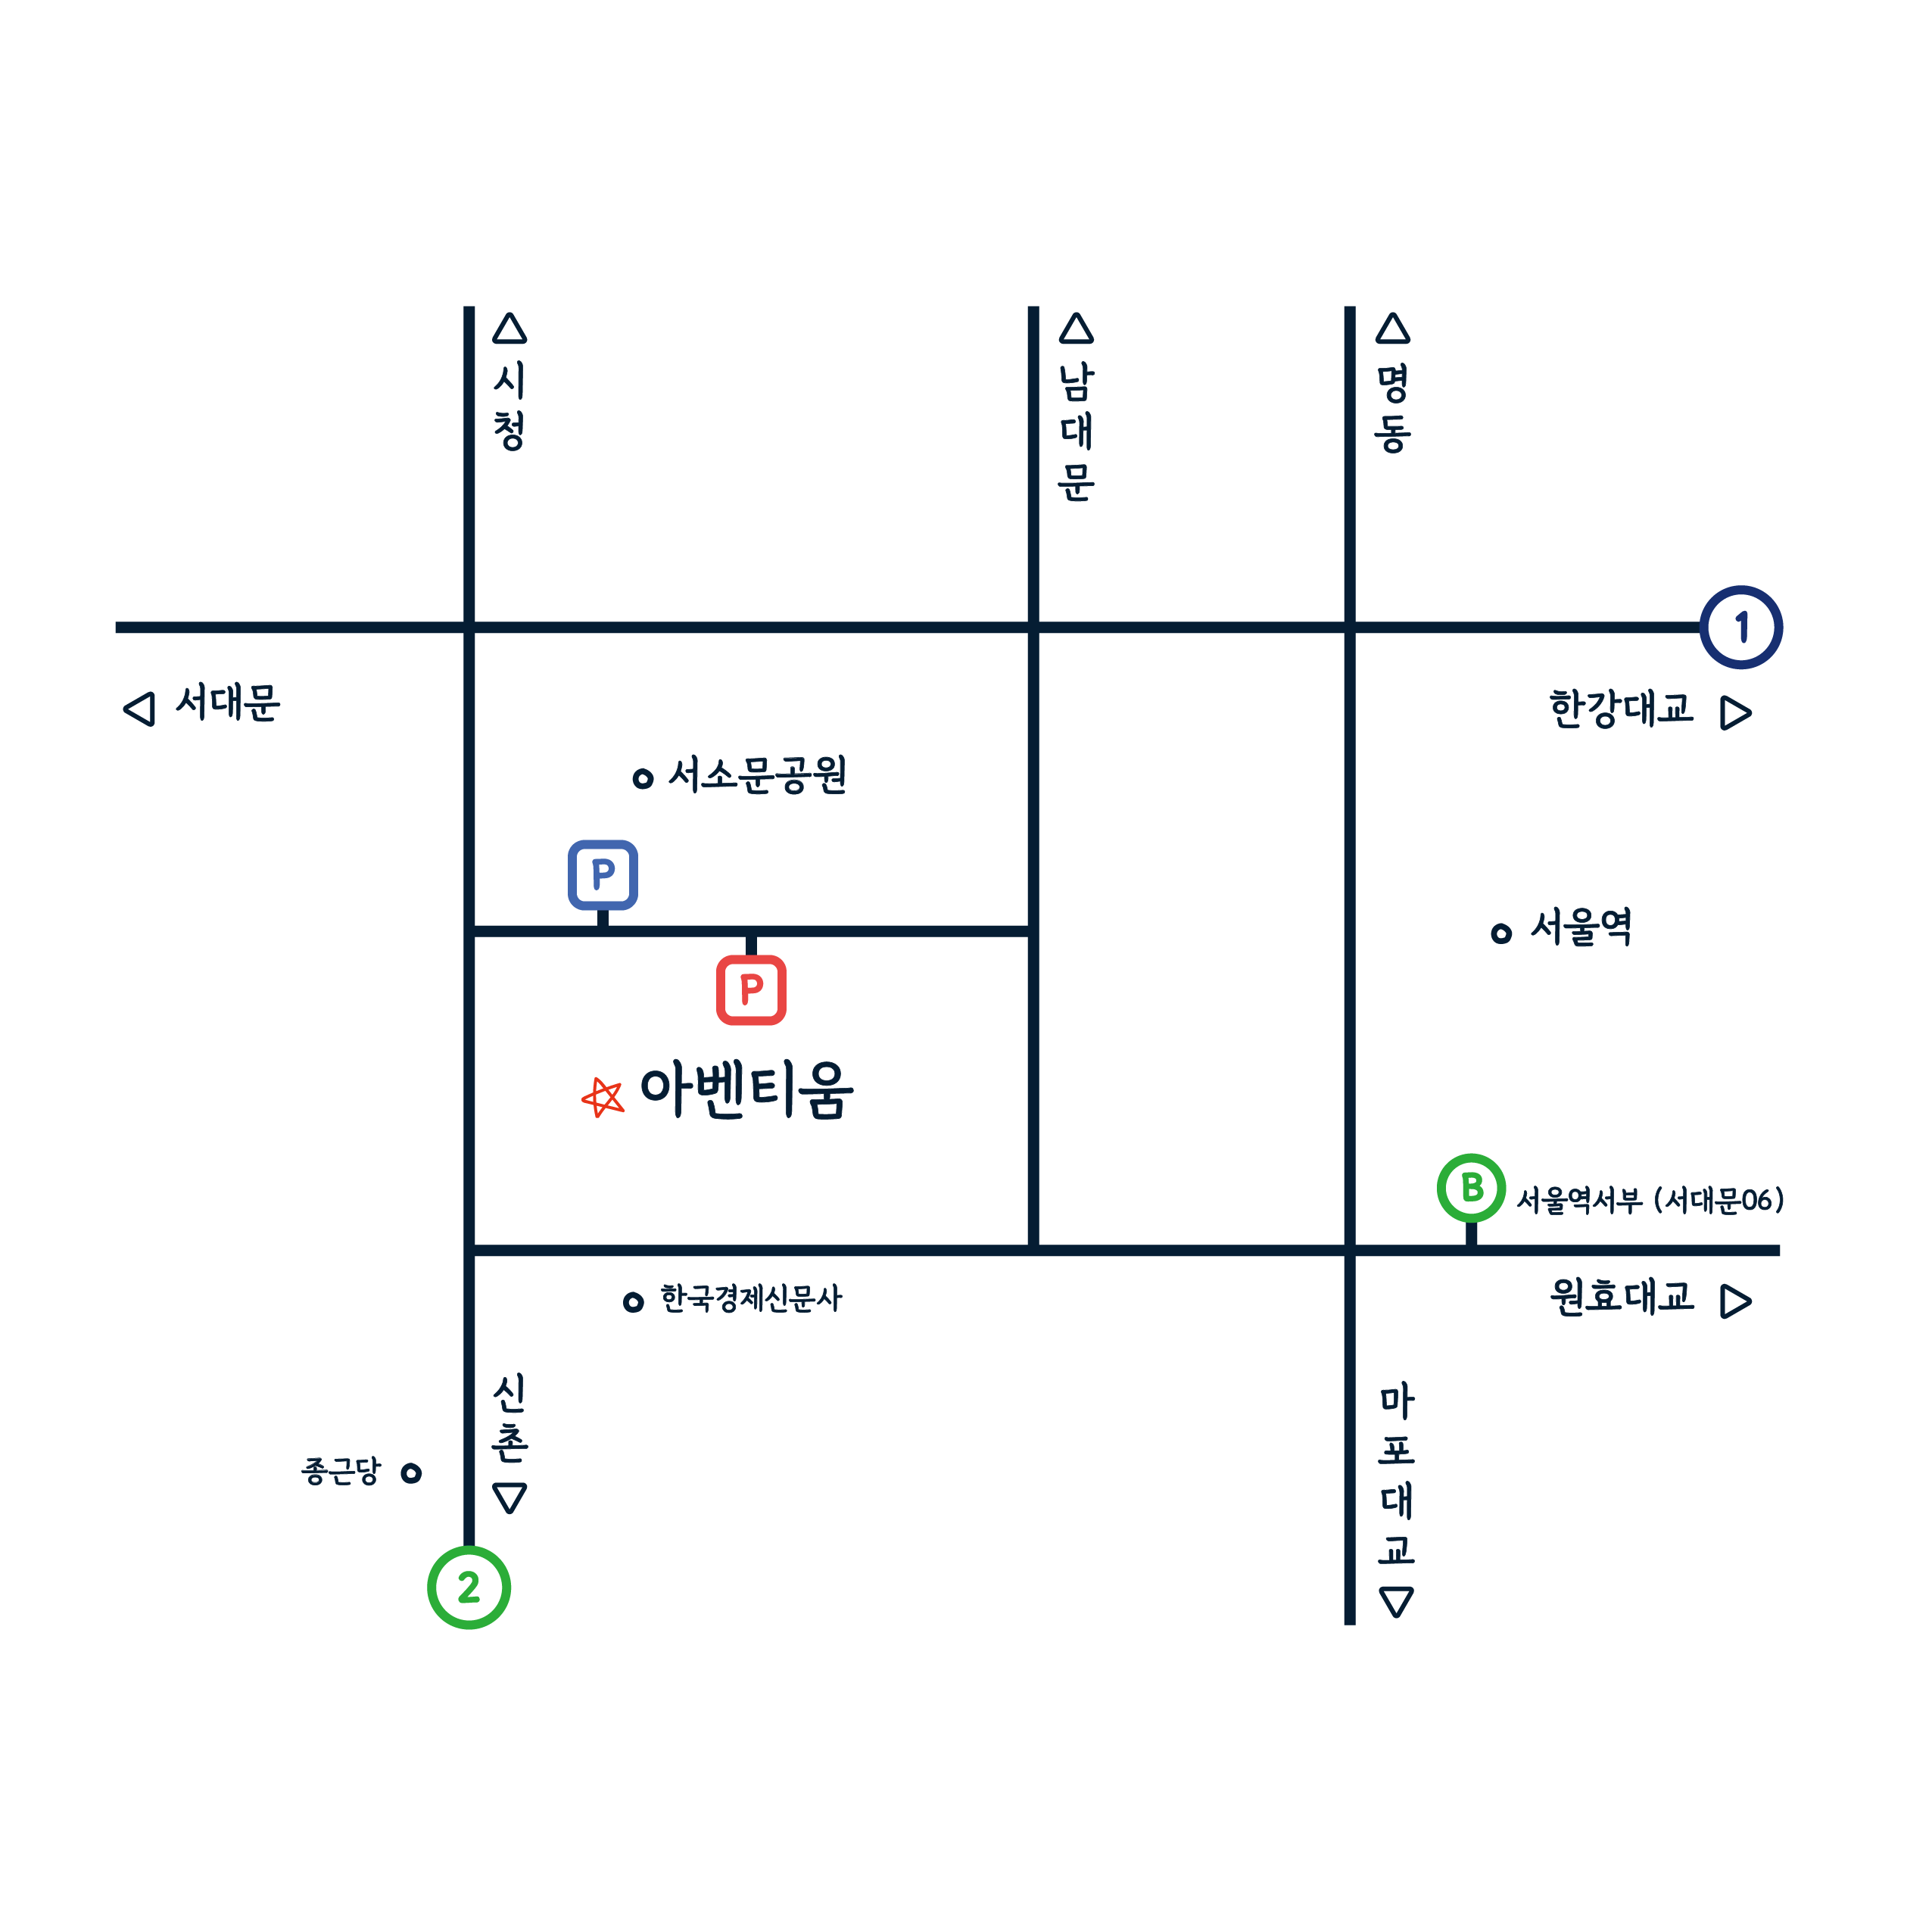 시청
남대문
명동
1
서대문
한강대교
서소문공원
P
서울역
P
아벤티움
B 서울역서부 (서대문06)
한국경제신문사
원효대교
신촌
마포대교
종근당
2